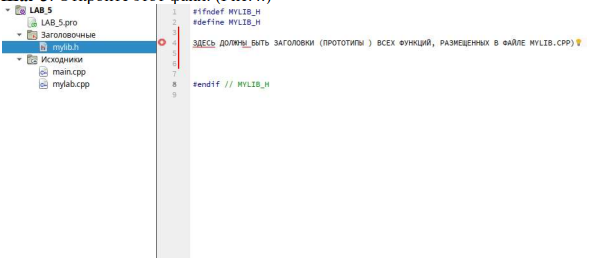 LAB_5
LAB_5.pro
Заголовочные
mylib.h
Исходники
main.cpp
mylab.cpp
1 #ifndef MYLIB_H
2 #define MYLIB_H
3
4 ЗДЕСЬ ДОЛЖНЫ БЫТЬ ЗАГОЛОВКИ (ПРОТОТИПЫ ) ВСЕХ ФУНКЦИЙ, РАЗМЕЩЕННЫХ В ФАЙЛЕ MYLIB.CPP)
5
6
7
8 #endif // MYLIB_H
9